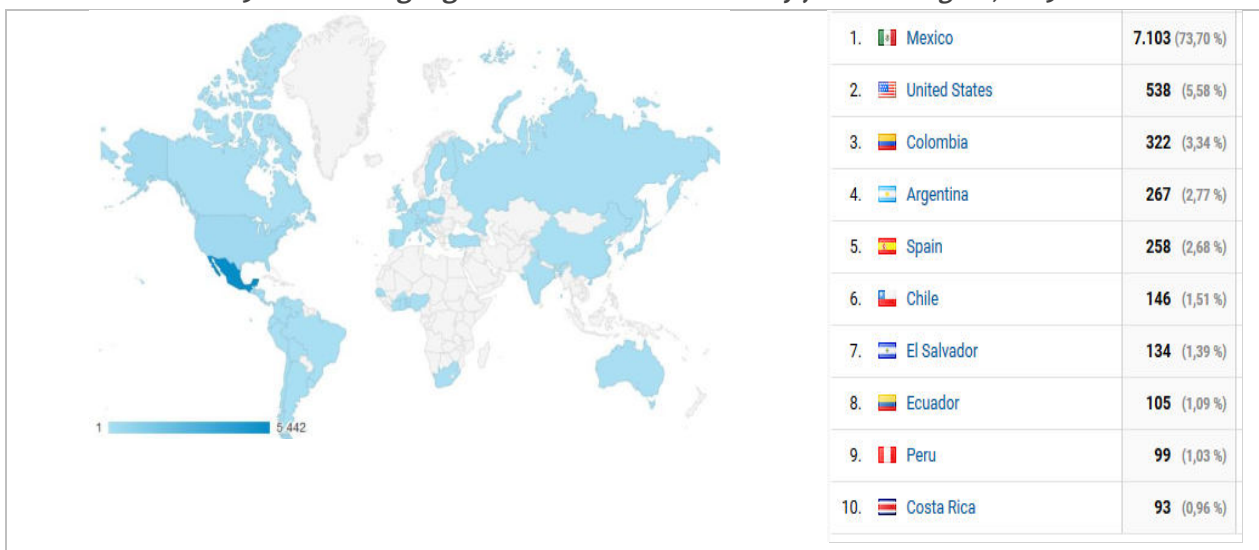 1. Mexico 7.103 (73,70 %)
2. United States 538 (5,58 %)
3. Colombia 322 (3,34 %)
4. Argentina 267 (2,77 %)
5. Spain 258 (2,68 %)
6. Chile 146 (1,51 %)
7. El Salvador 134 (1,39 %)
8. Ecuador 105 (1,09 %)
9. Peru 99 (1,03 %)
10. Costa Rica 93 (0,96 %)
1 5 442